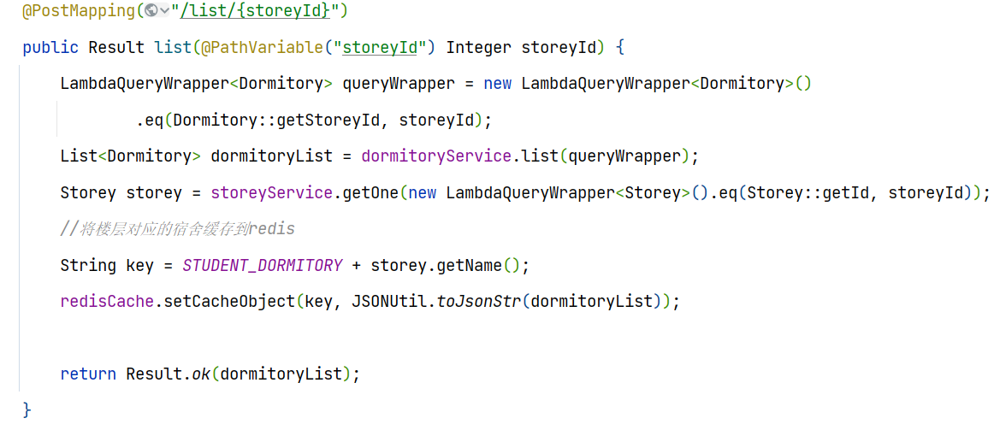 @PostMapping("/list/{storeyId}")
public Result list(@PathVariable("storeyId") Integer storeyId) {
LambdaQueryWrapper<Dormitory> queryWrapper = new LambdaQueryWrapper<Dormitory>()
.eq(Dormitory::getStoreyId, storeyId);
List<Dormitory> dormitoryList = dormitoryService.list(queryWrapper);
Storey storey = storeyService.getOne(new LambdaQueryWrapper<Storey>().eq(Storey::getId, storeyId));
//将楼层对应的宿舍缓存到redis
String key = STUDENT_DORMITORY + storey.getName();
redisCache.setCacheObject(key, JSONUtil.toJsonStr(dormitoryList));
return Result.ok(dormitoryList);
}